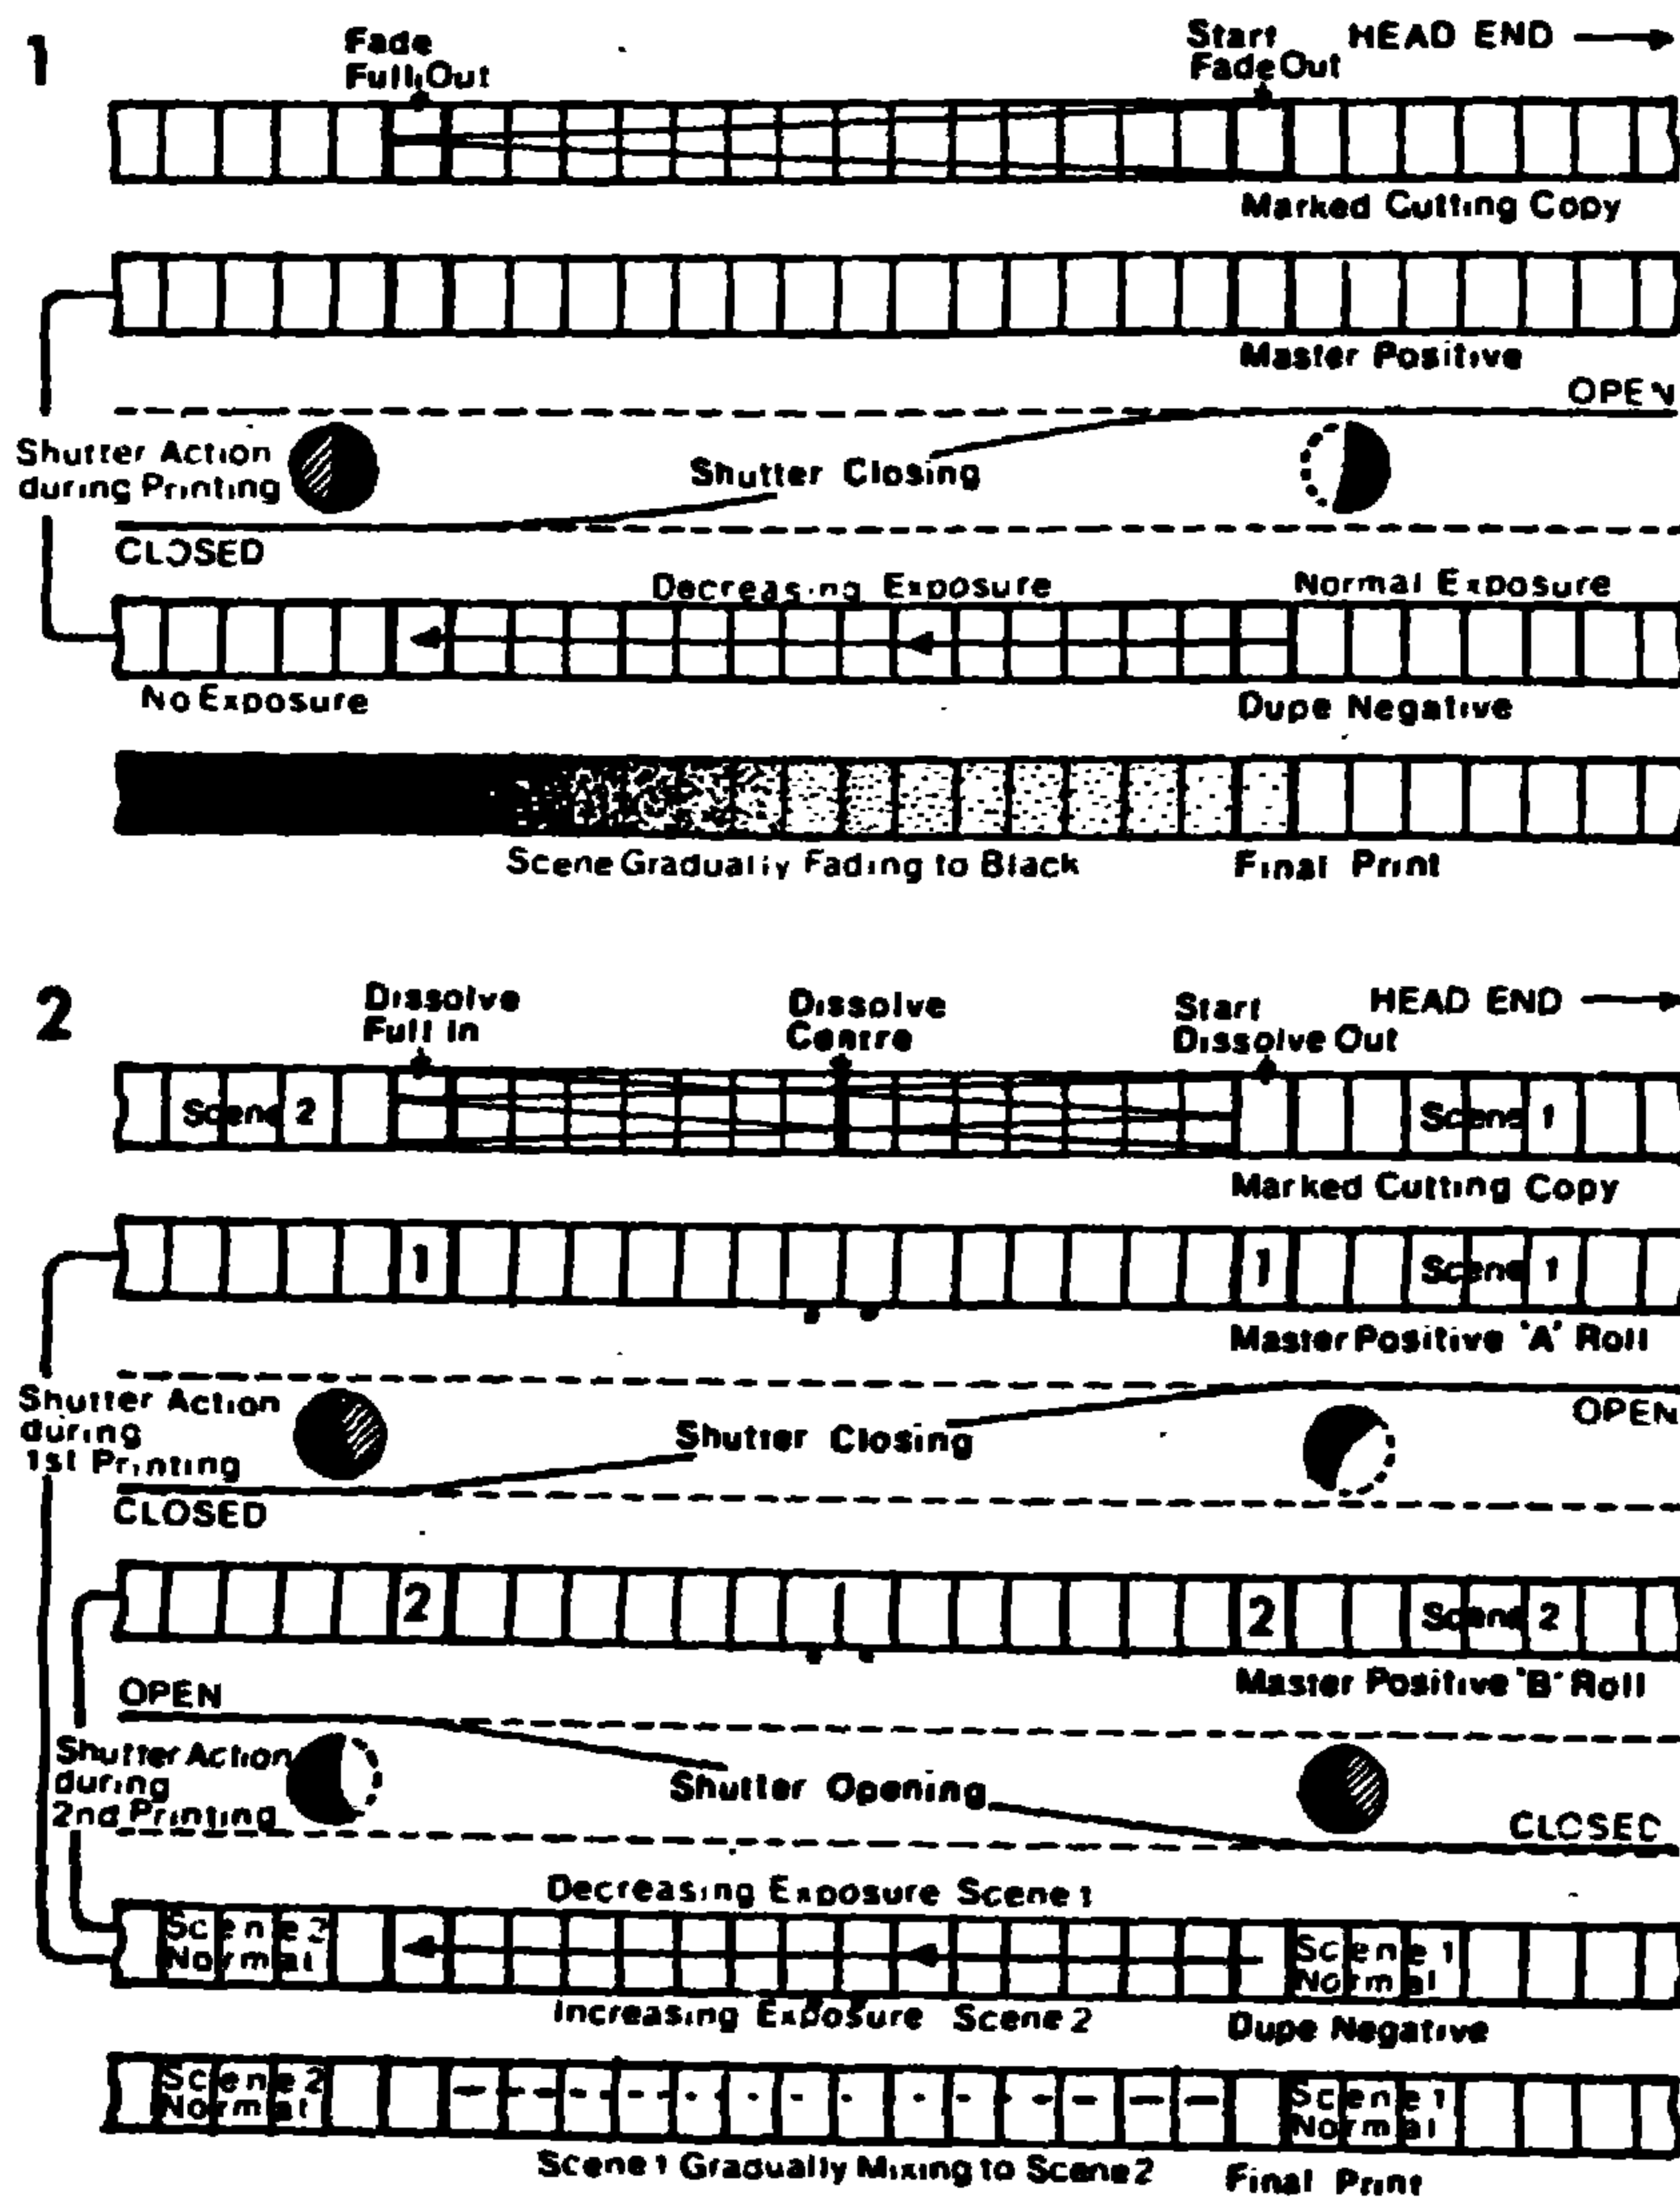 1
Fade
Full Out
Start
Fade Out
HEAD END
Marked Cutting Copy
Master Positive
OPEN
Shutter Action
during Printing
Shutter Closing
CLOSED
Decreasing Exposure
Normal Exposure
No Exposure
Dupe Negative
Scene Gradually Fading to Black
Final Print
2
Dissolve
Full In
Dissolve
Centre
Start
Dissolve Out
HEAD END
Scene 2
Scene 1
Marked Cutting Copy
1
1
Scene 1
Master Positive 'A' Roll
Shutter Action
during
1st Printing
Shutter Closing
OPEN
CLOSED
2
2
Scene 2
Master Positive 'B' Roll
OPEN
Shutter Action
during
2nd Printing
Shutter Opening
CLOSED
Decreasing Exposure Scene 1
Scene 2
Normal
Scene 1
Normal
Increasing Exposure Scene 2
Dupe Negative
Scene 2
Normal
Scene 1
Normal
Scene 1 Gradually Mixing to Scene 2
Final Print